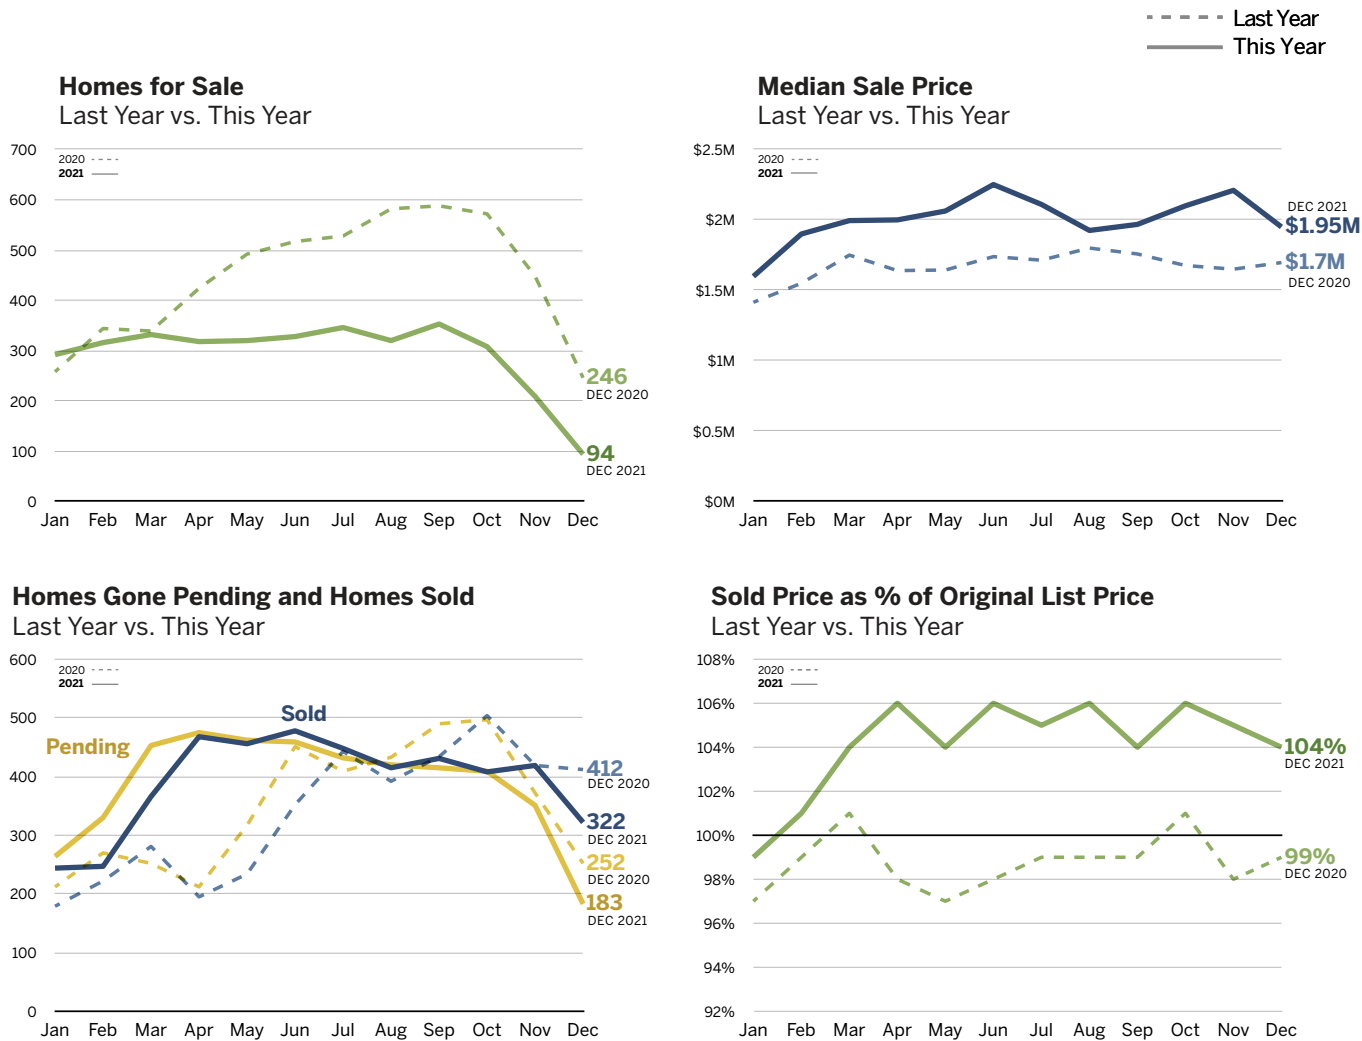 Last Year
This Year
Homes for Sale
Last Year vs. This Year
700
600
500
400
300
200
100
0
2020
2021
246
DEC 2020
94
DEC 2021
Jan Feb Mar Apr May Jun Jul Aug Sep Oct Nov Dec
Median Sale Price
Last Year vs. This Year
$2.5M
$2M
$1.5M
$1M
$0.5M
$0M
2020
2021
DEC 2021
$1.95M
$1.7M
DEC 2020
Jan Feb Mar Apr May Jun Jul Aug Sep Oct Nov Dec
Homes Gone Pending and Homes Sold
Last Year vs. This Year
600
500
400
300
200
100
0
2020
2021
Sold
Pending
412
DEC 2020
322
DEC 2021
252
DEC 2020
183
DEC 2021
Jan Feb Mar Apr May Jun Jul Aug Sep Oct Nov Dec
Sold Price as % of Original List Price
Last Year vs. This Year
108%
106%
104%
102%
100%
98%
96%
94%
92%
2020
2021
104%
DEC 2021
99%
DEC 2020
Jan Feb Mar Apr May Jun Jul Aug Sep Oct Nov Dec